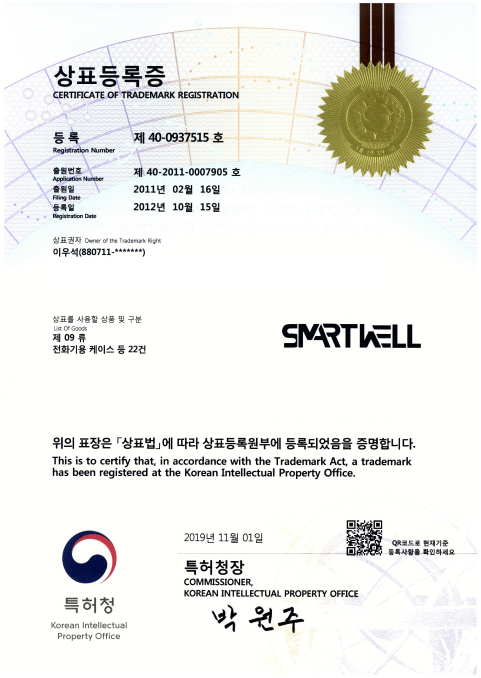 상표등록증
CERTIFICATE OF TRADEMARK REGISTRATION
등록 제 40-0937515 호
Registration Number
출원번호 제 40-2011-0007905 호
Application Number
출원일 2011년 02월 16일
Filing Date
등록일 2012년 10월 15일
Registration Date
상표권자 Owner of the Trademark Right
이우석(880711-*******)
상표를 사용할 상품 및 구분
List Of Goods
제 09 류
전화기용 케이스 등 22건
SMARTWELL
위의 표장은 「상표법」에 따라 상표등록원부에 등록되었음을 증명합니다.
This is to certify that, in accordance with the Trademark Act, a trademark
has been registered at the Korean Intellectual Property Office.
2019년 11월 01일
QR코드로 현재기준
등록사항을 확인하세요
특허청장
COMMISSIONER,
KOREAN INTELLECTUAL PROPERTY OFFICE
박원주
특허청
Korean Intellectual
Property Office